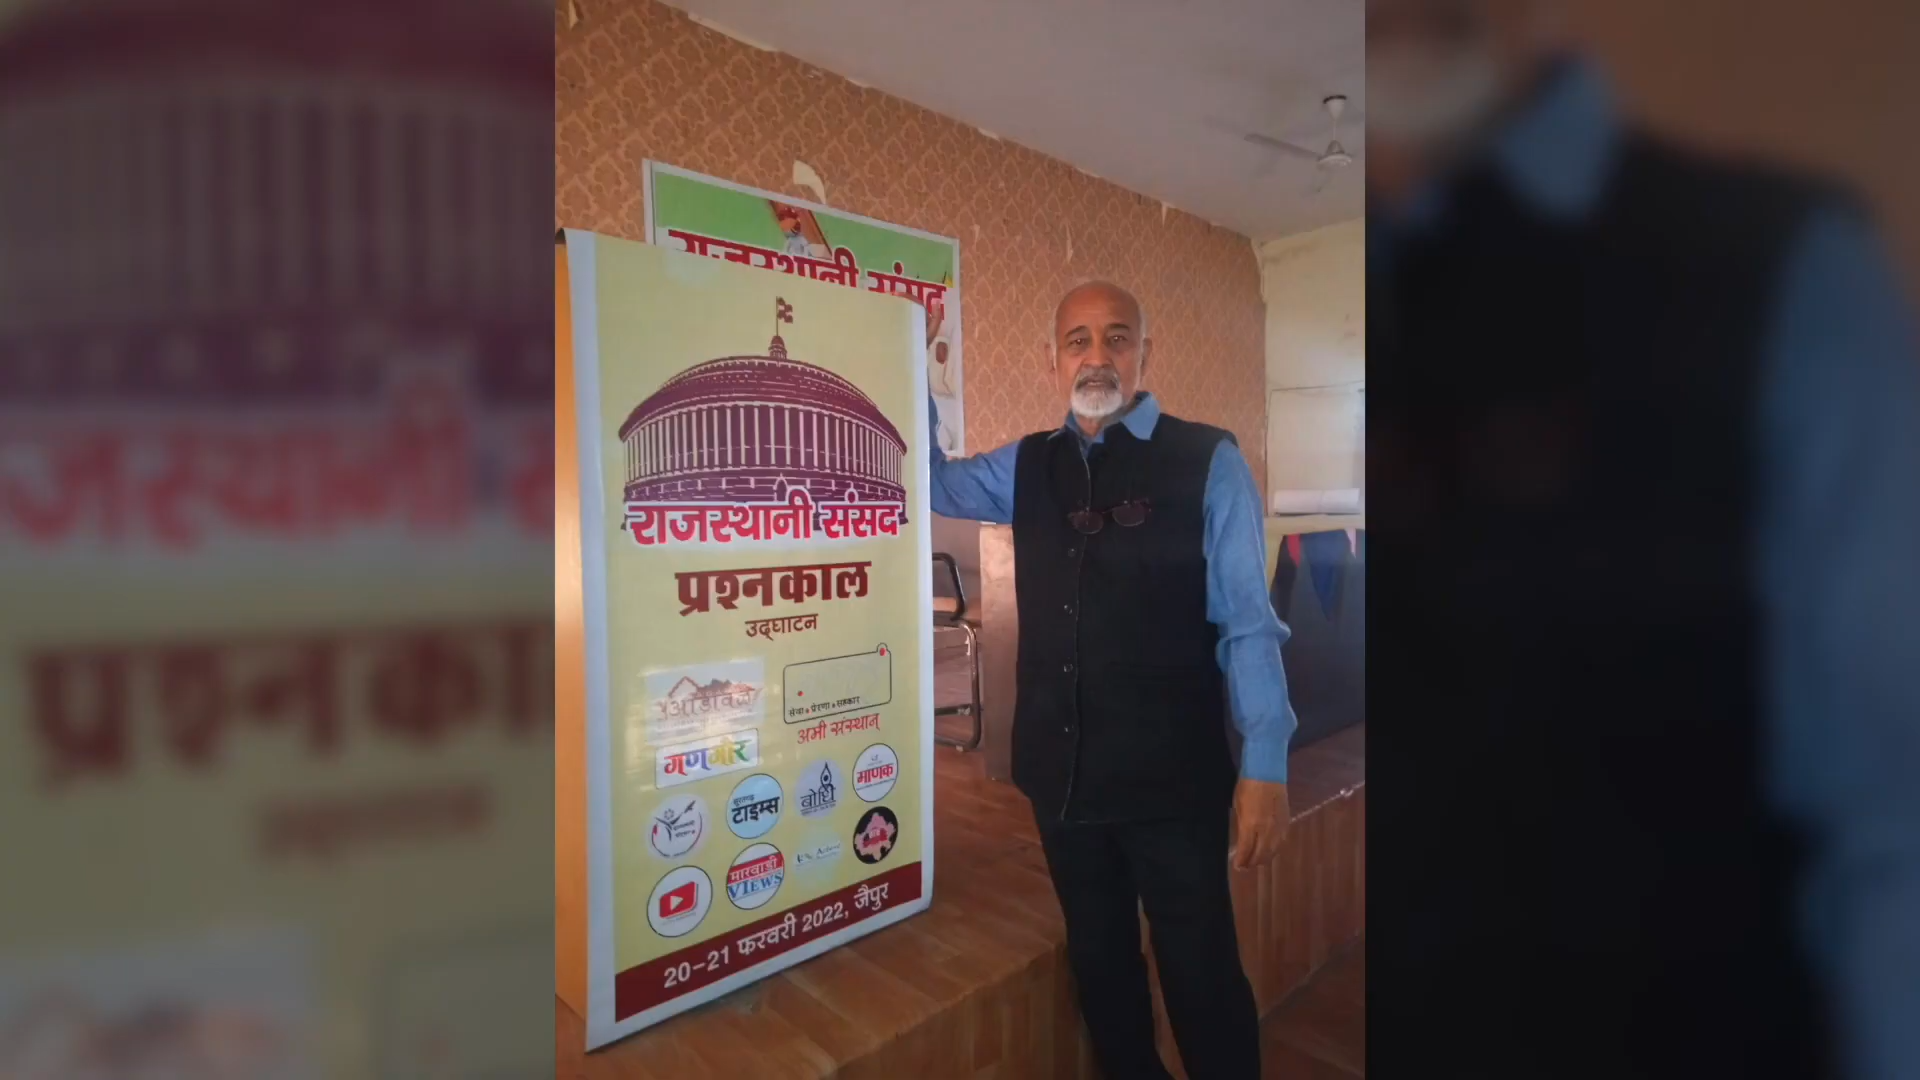 राजस्थानी संसद
राजस्थानी संसद
प्रश्नकाल
उद्घाटन
सेवा • प्रेरणा • सहकार
अमी संस्थान्
गणगौर
टाइम्स
बोधि
माणक
मारवाड़ी
VIEWS
20-21 फरवरी 2022, जैपुर